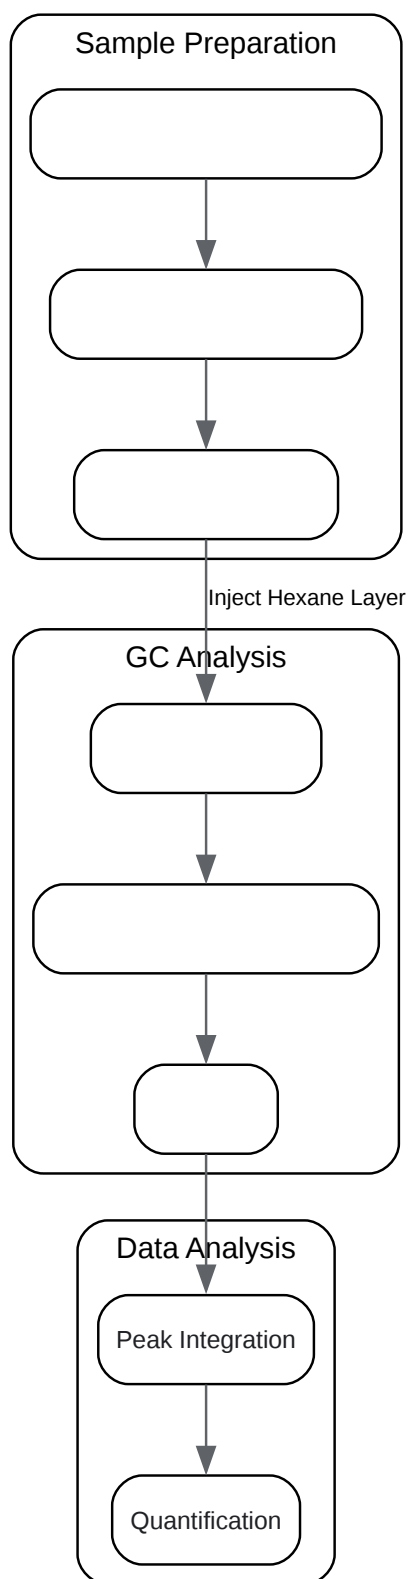 Sample Preparation
Inject Hexane Layer
GC Analysis
Data Analysis
Peak Integration
Quantification